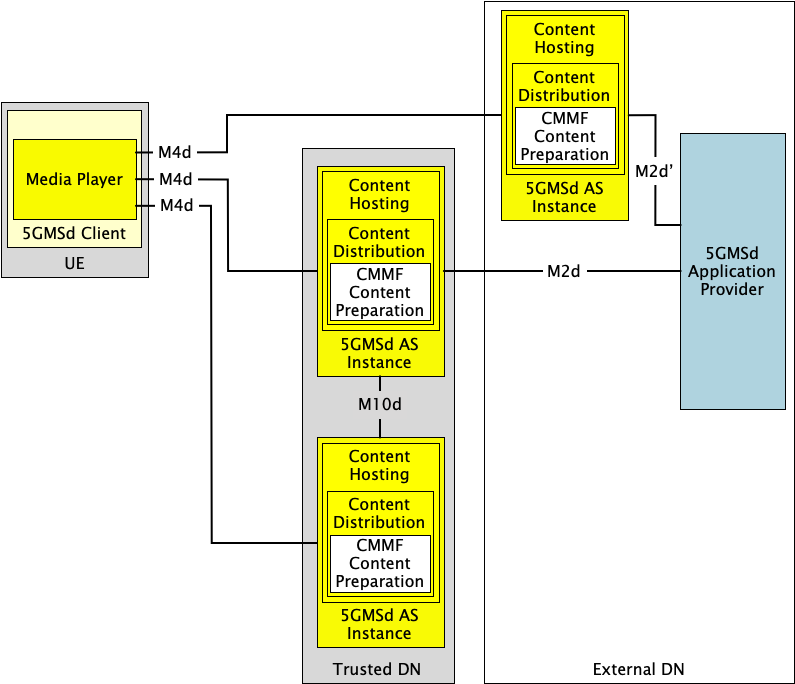 Content
Hosting
Content
Distribution
CMMF
Content
Preparation
5GMSd AS
Instance
M4d
M4d
M4d
Media Player
5GMSd Client
UE
M2d’
Content
Hosting
Content
Distribution
CMMF
Content
Preparation
5GMSd AS
Instance
M2d
5GMSd
Application
Provider
M10d
Content
Hosting
Content
Distribution
CMMF
Content
Preparation
5GMSd AS
Instance
Trusted DN
External DN